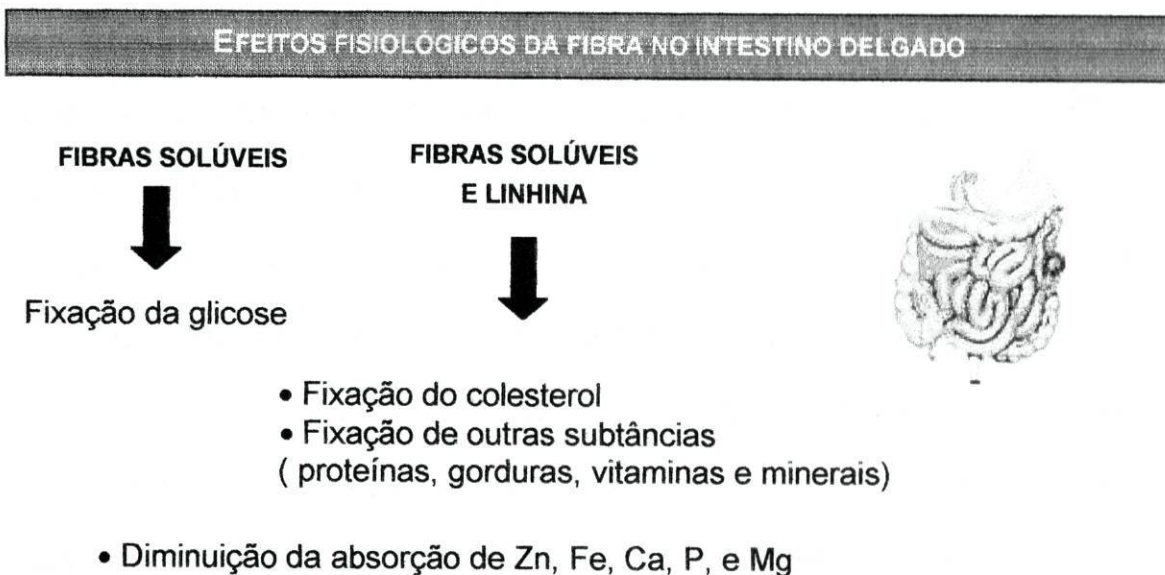 EFEITOS FISIOLÓGICOS DA FIBRA NO INTESTINO DELGADO
FIBRAS SOLÚVEIS
Fixação da glicose
FIBRAS SOLÚVEIS
E LINHINA
• Fixação do colesterol
• Fixação de outras subtâncias
( proteínas, gorduras, vitaminas e minerais)
• Diminuição da absorção de Zn, Fe, Ca, P, e Mg